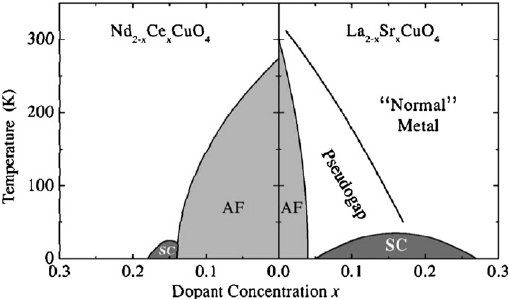 Nd₂₋ₓCeₓCuO₄
La₂₋ₓSrₓCuO₄
300
200
100
0
Temperature (K)
"Normal"
Metal
Pseudogap
AF
AF
SC
SC
0.3 0.2 0.1 0.0 0.1 0.2 0.3
Dopant Concentration x